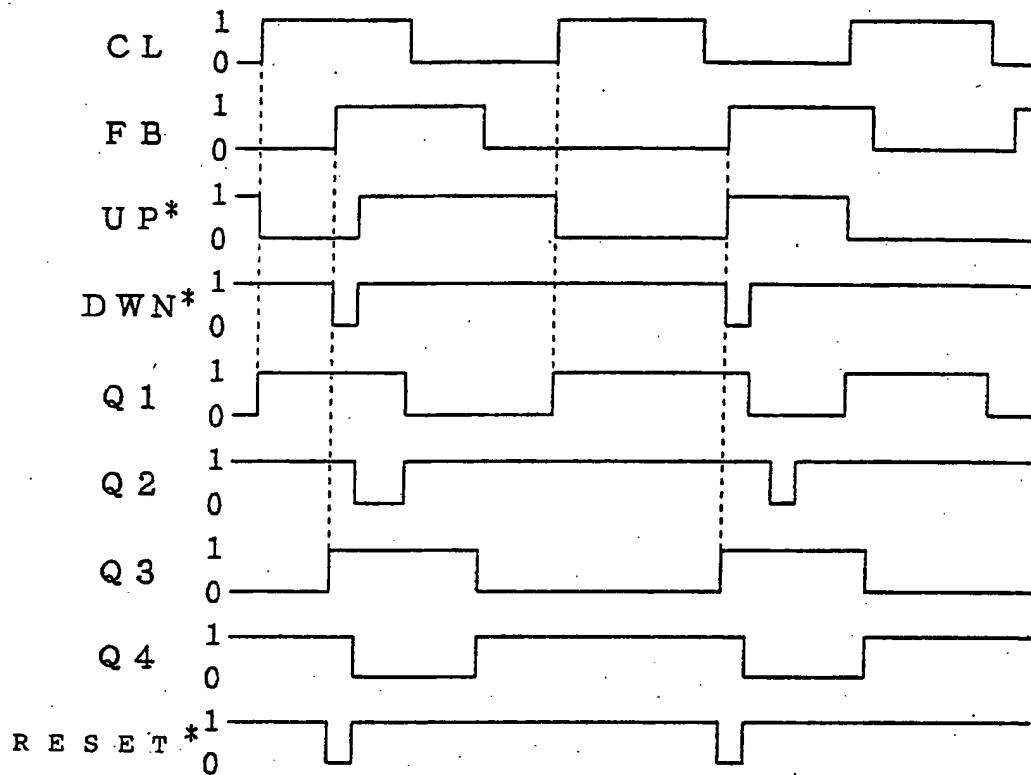 CL 1 0
FB 1 0
UP* 1 0
DWN* 1 0
Q1 1 0
Q2 1 0
Q3 1 0
Q4 1 0
RESET* 1 0